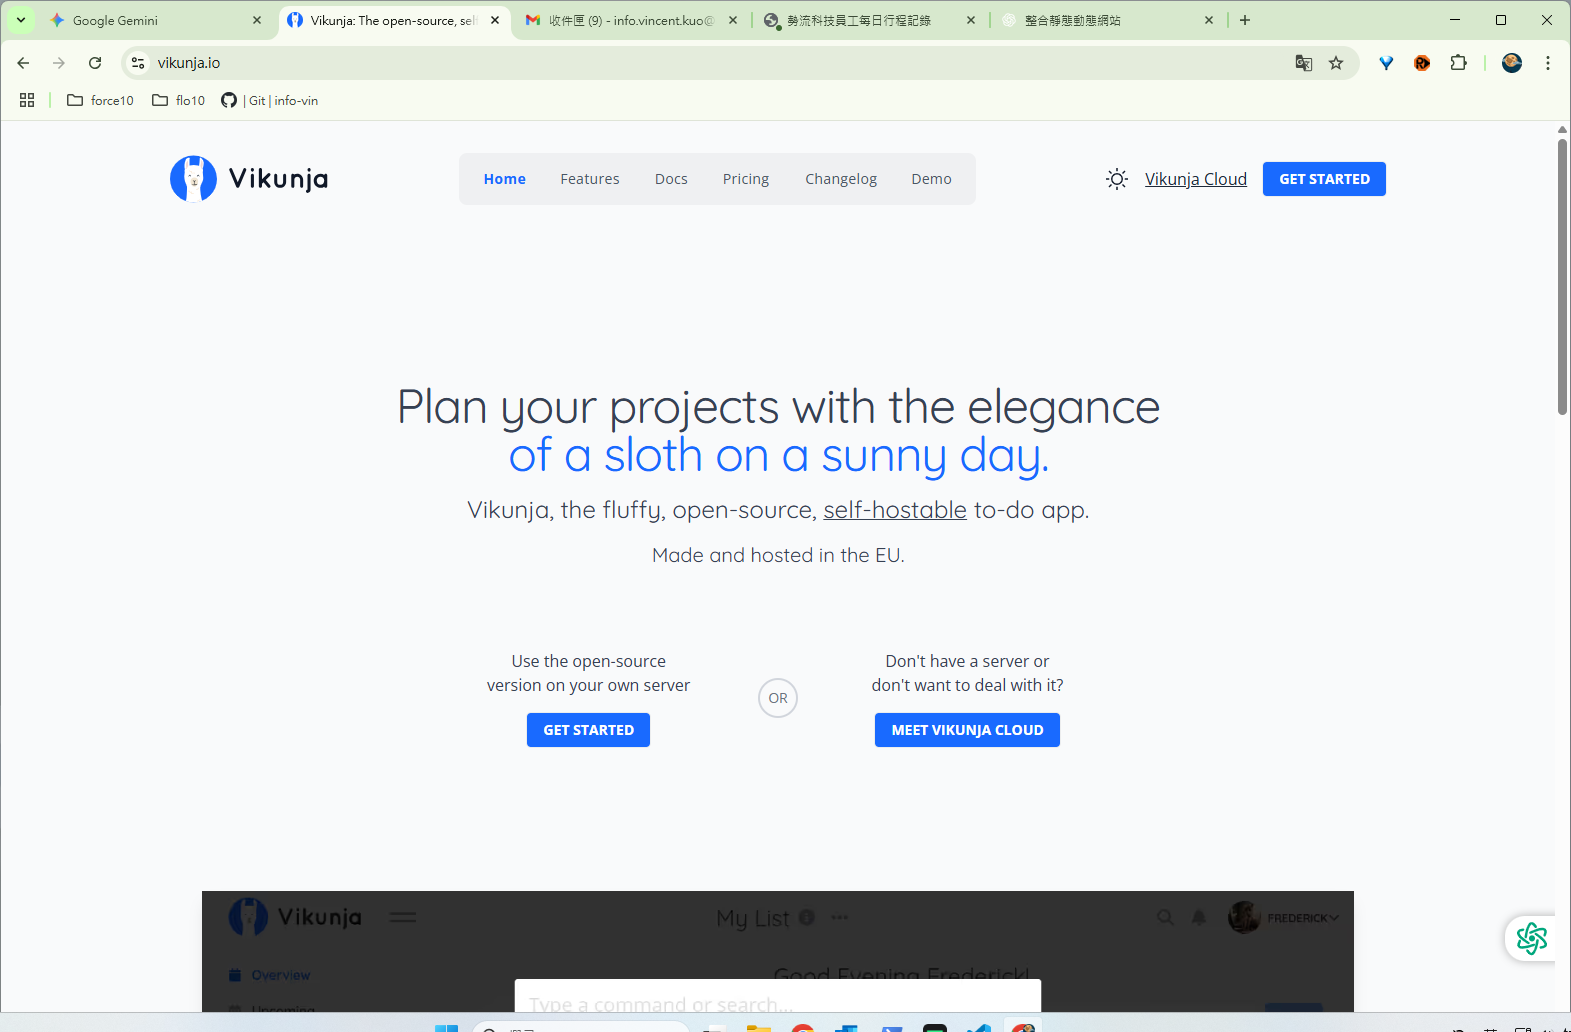 Google Gemini
Vikunja: The open-source, sel
收件匣 (9) - info.vincent.kuo@
勢流科技員工每日行程記錄
整合靜態動態網站
vikunja.io
force10
flo10
| Git | info-vin
Vikunja
Home
Features
Docs
Pricing
Changelog
Demo
Vikunja Cloud
GET STARTED
Plan your projects with the elegance
of a sloth on a sunny day.
Vikunja, the fluffy, open-source, self-hostable to-do app.
Made and hosted in the EU.
Use the open-source
version on your own server
GET STARTED
OR
Don't have a server or
don't want to deal with it?
MEET VIKUNJA CLOUD
Vikunja
My List
FREDERICK
Overview
Good Evening Frederick!
Upcoming
Type a command or search...